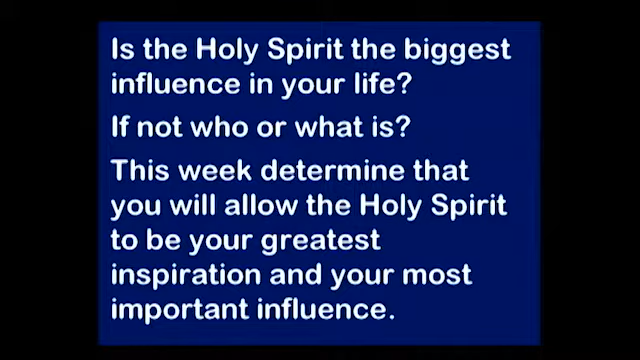 Is the Holy Spirit the biggest
influence in your life?
If not who or what is?
This week determine that
you will allow the Holy Spirit
to be your greatest
inspiration and your most
important influence.